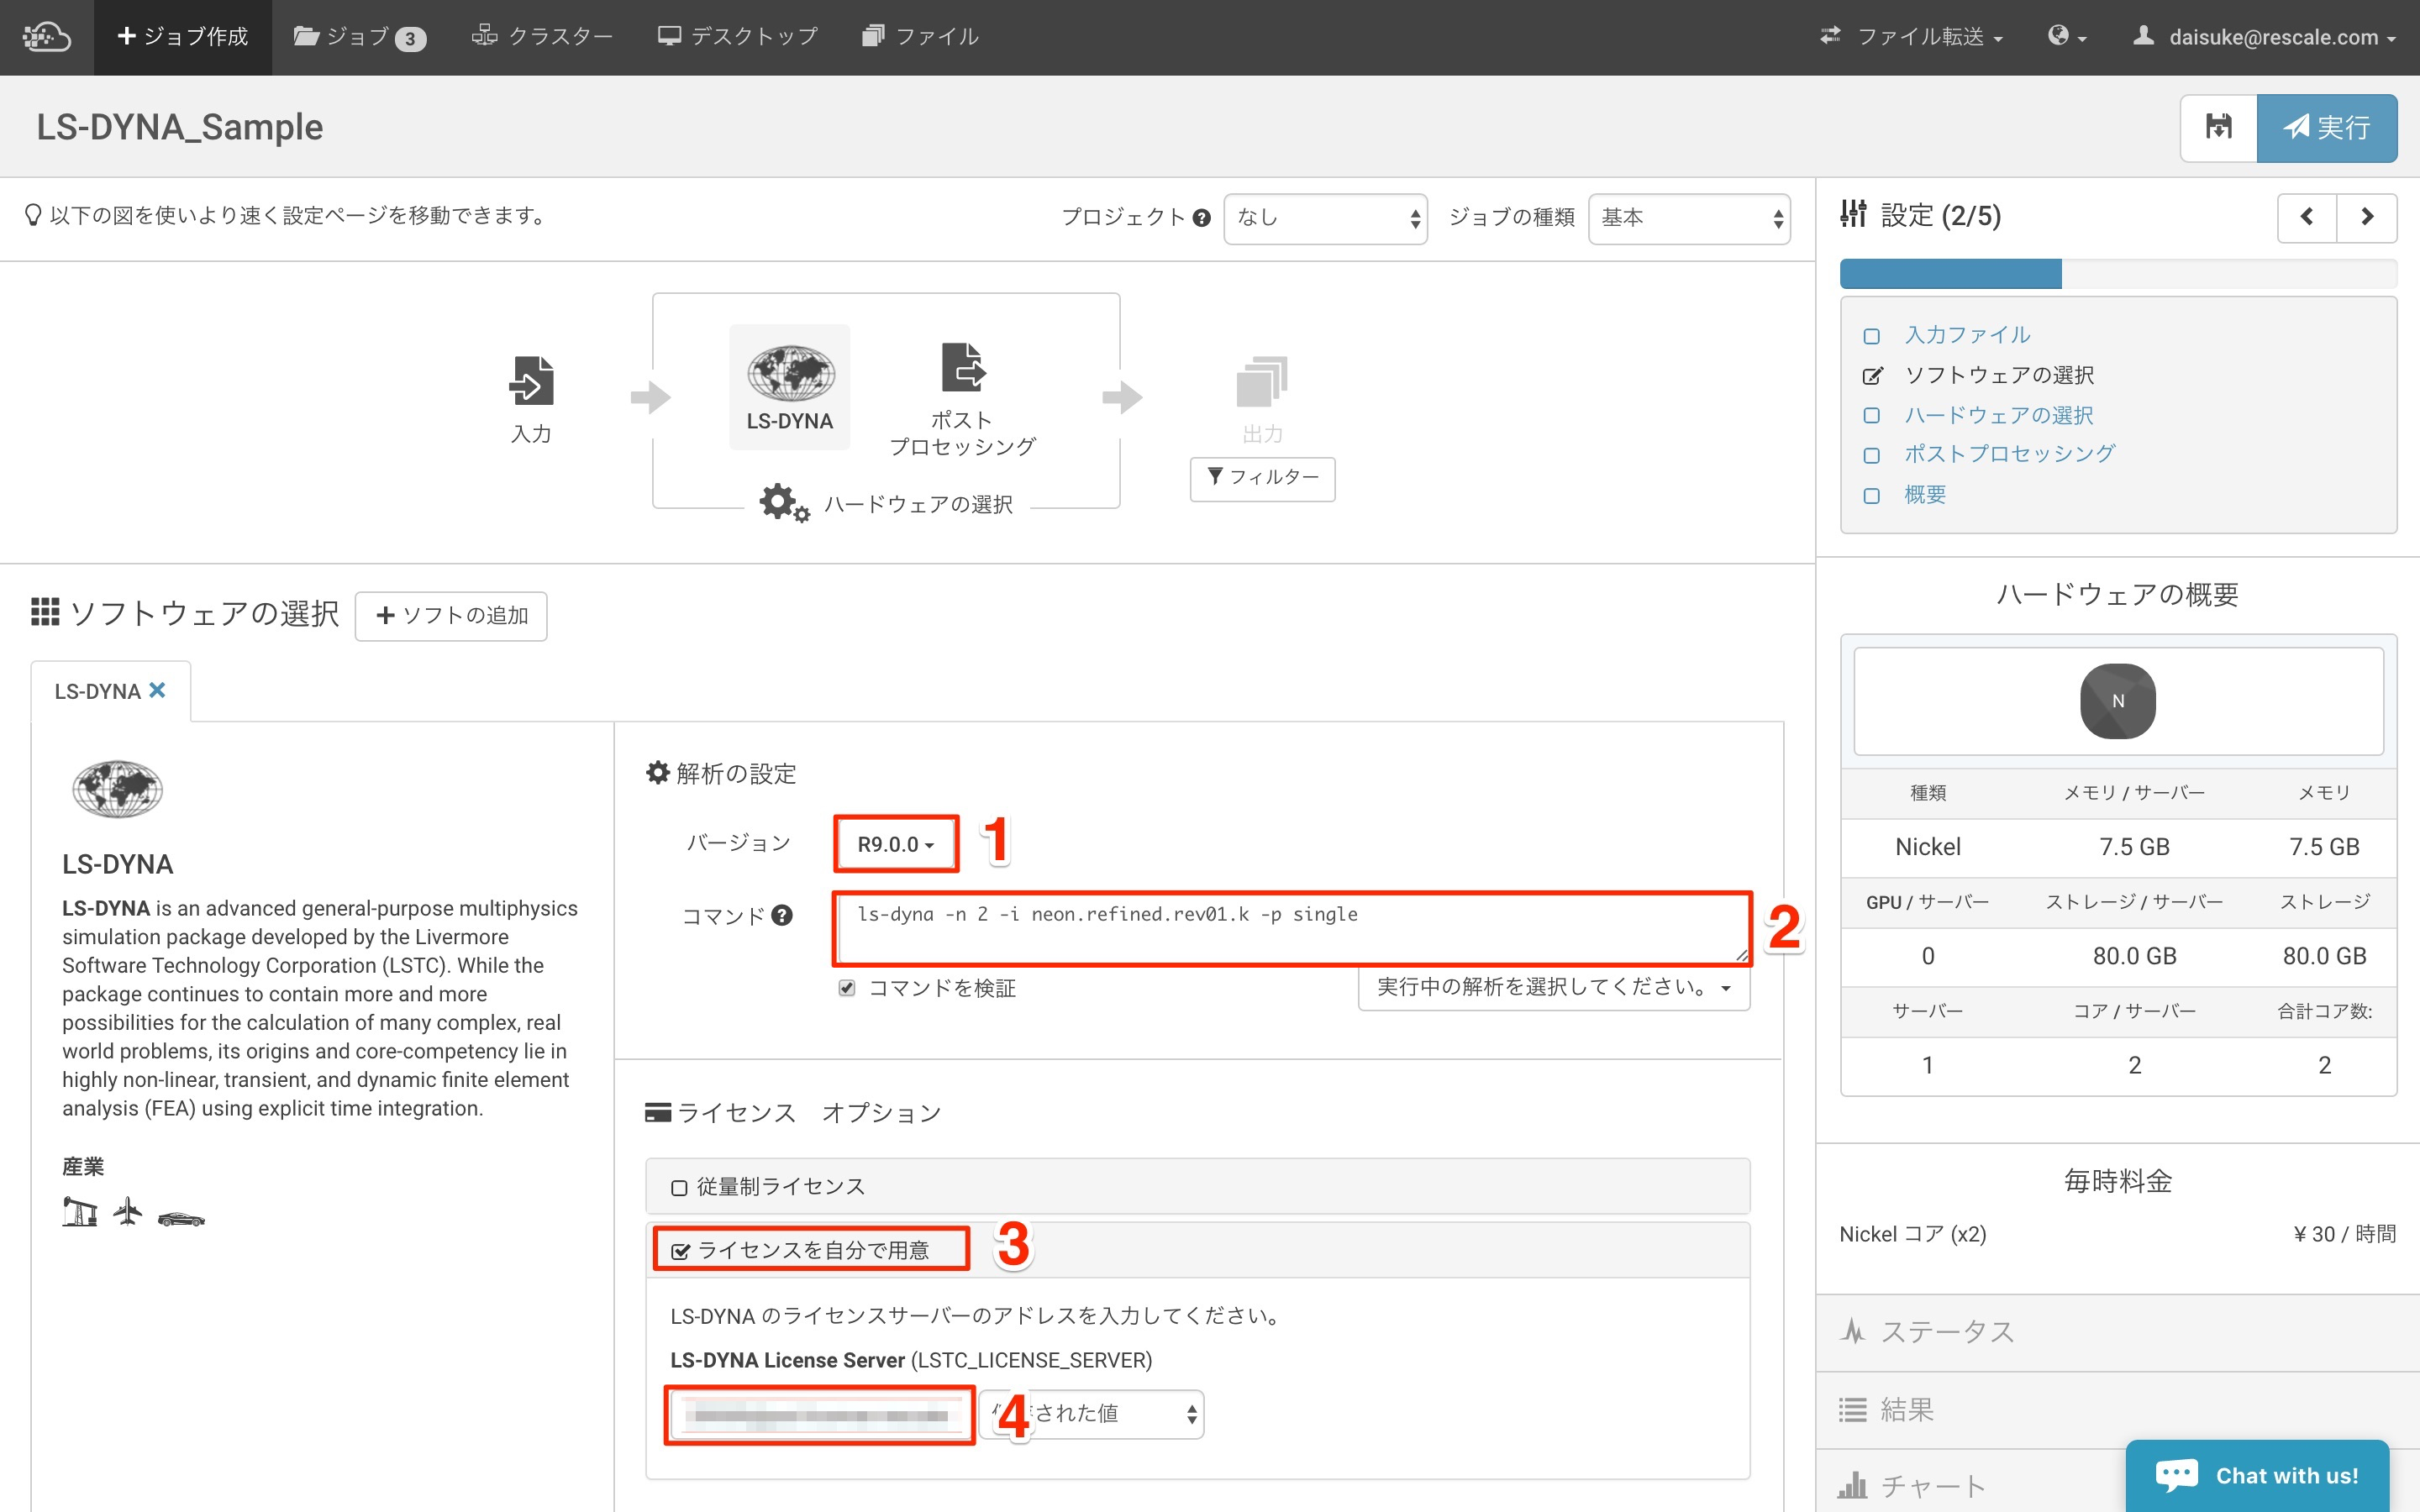 ジョブ作成 ジョブ 3 クラスター デスクトップ ファイル ファイル転送 daisuke@rescale.com
LS-DYNA_Sample
実行
以下の図を使いより速く設定ページを移動できます。
プロジェクト ? なし ジョブの種類 基本
入力
LS-DYNA
ポスト
プロセッシング
ハードウェアの選択
出力
フィルター
ソフトウェアの選択 + ソフトの追加
LS-DYNA
LS-DYNA
LS-DYNA is an advanced general-purpose multiphysics
simulation package developed by the Livermore
Software Technology Corporation (LSTC). While the
package continues to contain more and more
possibilities for the calculation of many complex, real
world problems, its origins and core-competency lie in
highly non-linear, transient, and dynamic finite element
analysis (FEA) using explicit time integration.
産業
解析の設定
バージョン R9.0.0 1
コマンド ? ls-dyna -n 2 -i neon.refined.rev01.k -p single 2
コマンドを検証 実行中の解析を選択してください。
ライセンス オプション
従量制ライセンス
ライセンスを自分で用意 3
LS-DYNA のライセンスサーバーのアドレスを入力してください。
LS-DYNA License Server (LSTC_LICENSE_SERVER)
4 された値
設定 (2/5)
入力ファイル
ソフトウェアの選択
ハードウェアの選択
ポストプロセッシング
概要
ハードウェアの概要
N
種類 メモリ / サーバー メモリ
Nickel 7.5 GB 7.5 GB
GPU / サーバー ストレージ / サーバー ストレージ
0 80.0 GB 80.0 GB
サーバー コア / サーバー 合計コア数:
1 2 2
毎時料金
Nickel コア (x2) ¥ 30 / 時間
ステータス
結果
チャート
Chat with us!